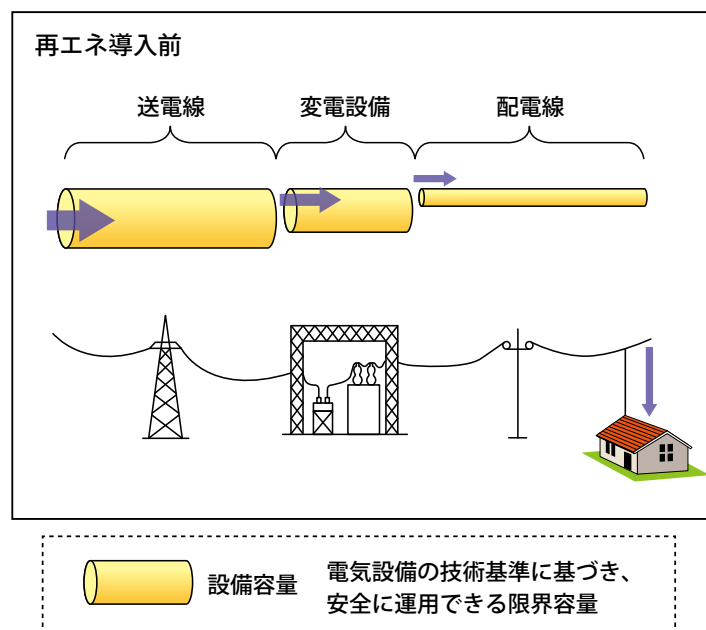 再エネ導入前
送電線
変電設備
配電線
設備容量
電気設備の技術基準に基づき、
安全に運用できる限界容量